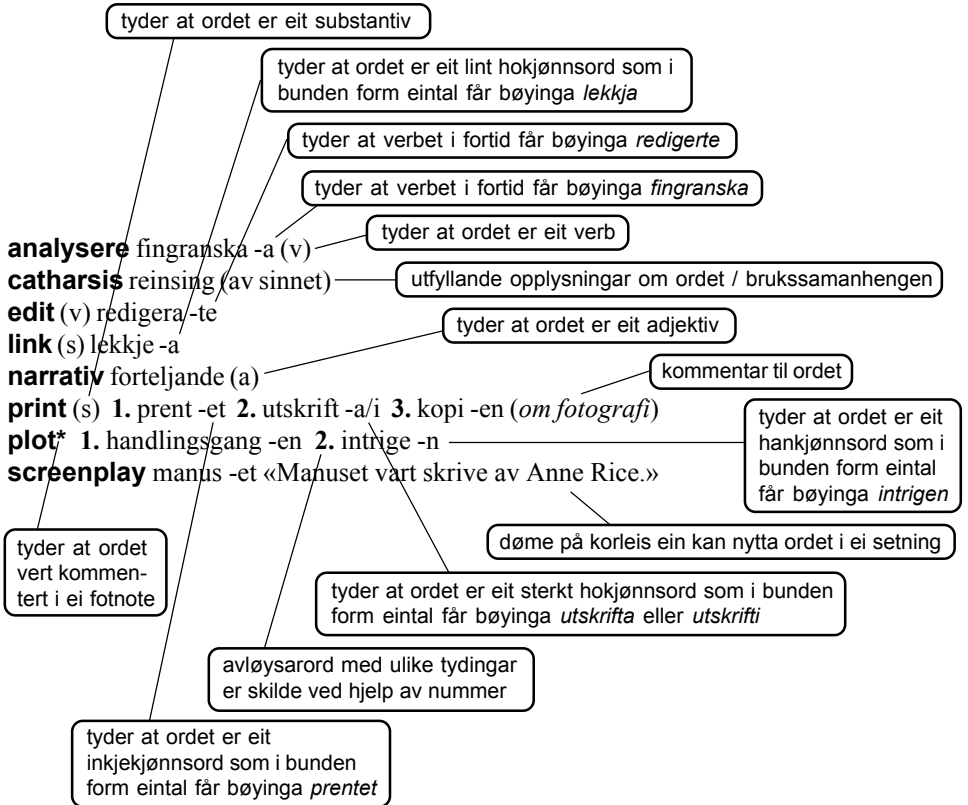 tyder at ordet er eit substantiv
tyder at ordet er eit lint hokjønnsord som i
bunden form eintal får bøyinga lekkja
tyder at verbet i fortid får bøyinga redigerte
tyder at verbet i fortid får bøyinga fingranska
tyder at ordet er eit verb
analysere fingranska -a (v)
catharsis reinsing (av sinnet)
utfyllande opplysningar om ordet / brukssamanhengen
edit (v) redigera -te
tyder at ordet er eit adjektiv
link (s) lekkje -a
narrativ forteljande (a)
kommentar til ordet
print (s) 1. prent -et 2. utskrift -a/i 3. kopi -en (om fotografi)
plot* 1. handlingsgang -en 2. intrige -n
screenplay manus -et «Manuset vart skrive av Anne Rice.»
tyder at ordet er eit
hankjønnsord som i
bunden form eintal
får bøyinga intrigen
tyder at ordet
vert kommen-
tert i ei fotnote
døme på korleis ein kan nytta ordet i ei setning
tyder at ordet er eit sterkt hokjønnsord som i bunden
form eintal får bøyinga utskrifta eller utskrifti
avløysarord med ulike tydingar
er skilde ved hjelp av nummer
tyder at ordet er eit
inkjekjønnsord som i bunden
form eintal får bøyinga prentet